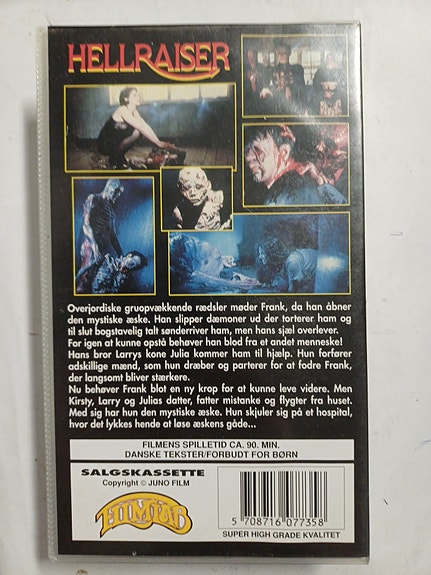 HELLRAISER
Overjordiske gruopvækkende rædsler møder Frank, da han åbner
den mystiske æske. Han slipper dæmoner ud der torterer ham og
til slut bogstavelig talt sønderriver ham, men hans sjæl overlever.
For igen at kunne opstå behøver han blod fra et andet menneske!
Hans bror Larrys kone Julia kommer ham til hjælp. Hun forfører
adskillige mænd, som hun dræber og parterer for at fodre Frank,
der langsomt bliver stærkere.
Nu behøver Frank blot en ny krop for at kunne leve videre. Men
Kirsty, Larry og Julias datter, fatter mistanke og flygter fra huset.
Med sig har hun den mystiske æske. Hun skjuler sig på et hospital,
hvor det lykkes hende at løse æskens gåde...
FILMENS SPILLETID CA. 90. MIN.
DANSKE TEKSTER/FORBUDT FOR BØRN
SALGSKASSETTE
Copyright © JUNO FILM
5 708716 077358
SUPER HIGH GRADE KVALITET